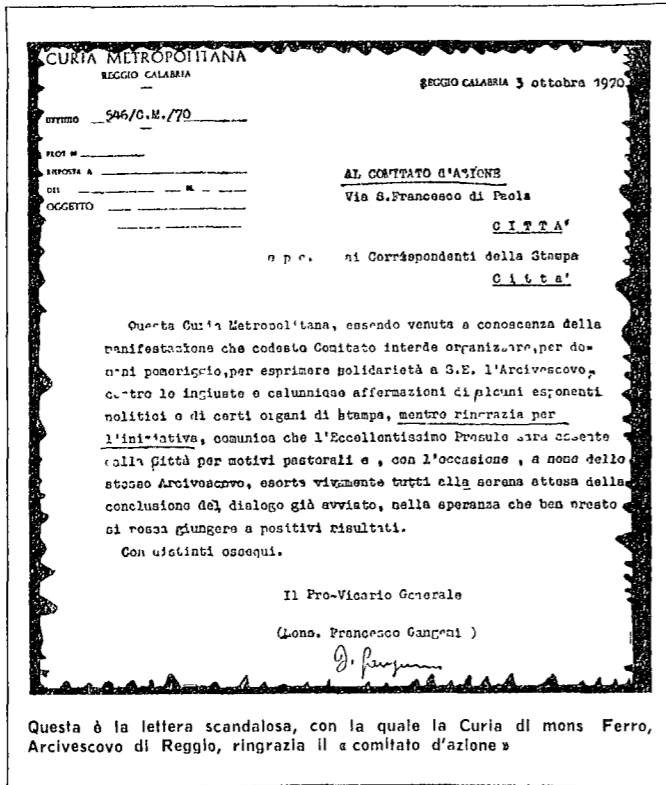 CURIA METROPOLITANA
REGGIO CALABRIA
REGGIO CALABRIA 3 ottobre 1970
UFFICIO 546/C.M./70
PROT N
RISPOSTA A
DEL N.
OGGETTO
AL COMITATO D'AZIONE
Via S.Francesco di Paola
CITTA'
e p.c. ai Corrispondenti della Stampa
Citta'
Questa Curia Metropolitana, essendo venuta a conoscenza della
manifestazione che codesto Comitato intende organizzare, per do-
mani pomeriggio, per esprimere solidarietà a S.E. l'Arcivescovo,
contro le ingiuste e calunniose affermazioni di alcuni esponenti
politici e di certi organi di stampa, mentre ringrazia per
l'iniziativa, comunica che l'Eccellentissimo Presule sarà assente
dalla Città per motivi pastorali e , con l'occasione , a nome dello
stesso Arcivescovo, esorta vivamente tutti alla serena attesa della
conclusione del dialogo già avviato, nella speranza che ben presto
si possa giungere a positivi risultati.
Con distinti ossequi.
Il Pro-Vicario Generale
(Mons. Francesco Gangemi )
Questa è la lettera scandalosa, con la quale la Curia di mons Ferro,
Arcivescovo di Reggio, ringrazia il « comitato d'azione »